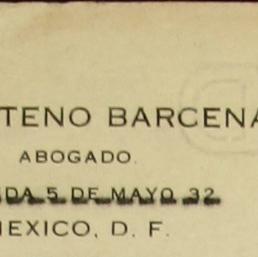 TENO BARCENA
ABOGADO.
DA 5 DE MAYO 32
MEXICO, D. F.